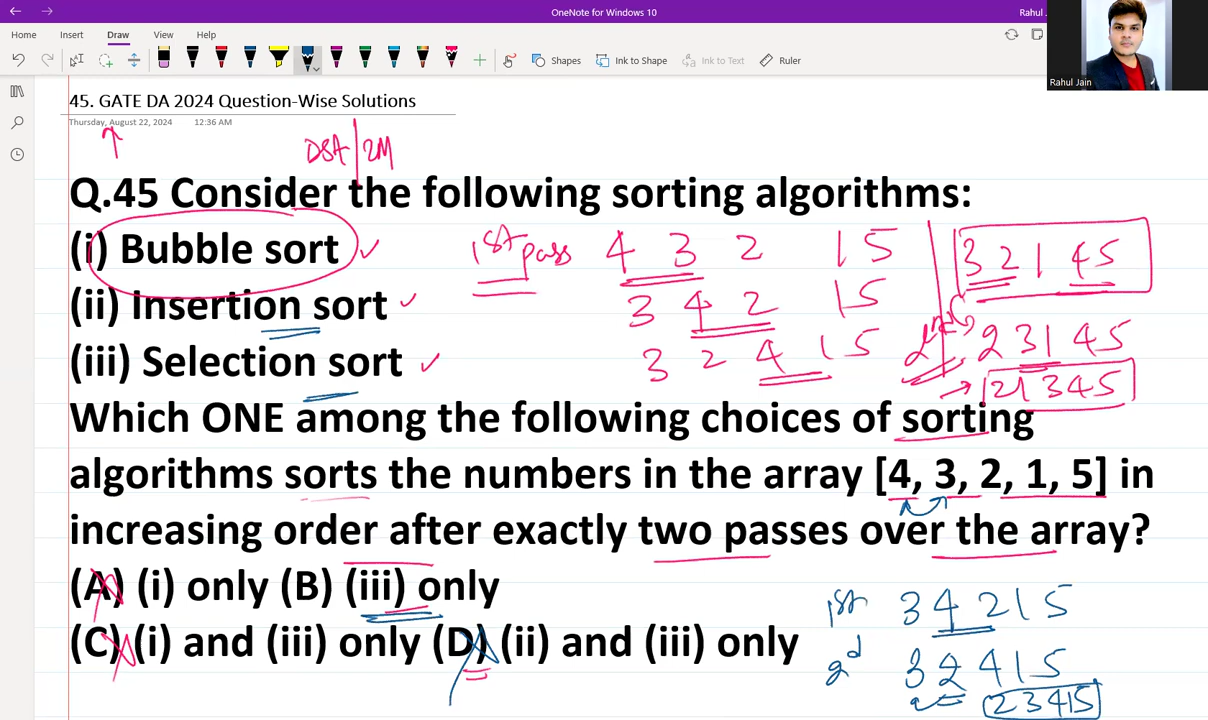 OneNote for Windows 10
Rahul J
Home Insert Draw View Help
Shapes Ink to Shape Ink to Text Ruler
Rahul Jain
45. GATE DA 2024 Question-Wise Solutions
Thursday, August 22, 2024 12:36 AM
DSA 2M
Q.45 Consider the following sorting algorithms:
(i) Bubble sort
1st pass 4 3 2 1 5
3 2 1 4 5
(ii) Insertion sort
3 4 2 1 5
2nd 2 3 1 4 5
(iii) Selection sort
3 2 4 1 5
2 1 3 4 5
Which ONE among the following choices of sorting
algorithms sorts the numbers in the array [4, 3, 2, 1, 5] in
increasing order after exactly two passes over the array?
(A) (i) only (B) (iii) only
1st 3 4 2 1 5
(C) (i) and (iii) only (D) (ii) and (iii) only
2d 3 2 4 1 5
2 3 4 1 5